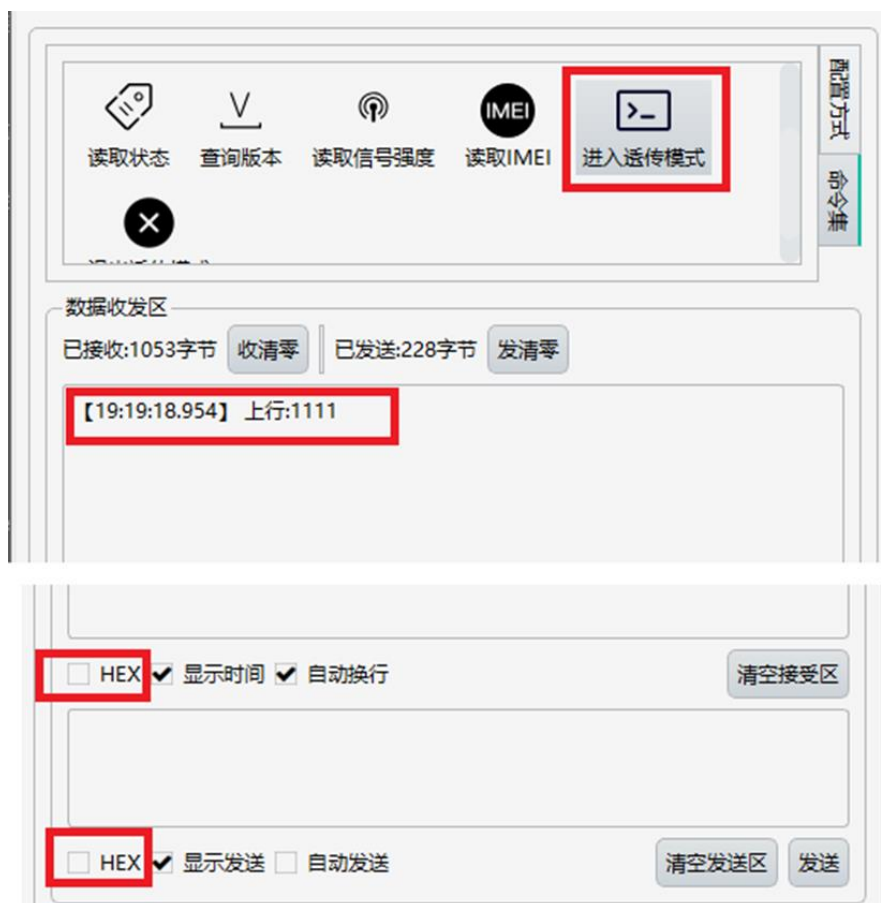 读取状态 查询版本 读取信号强度 IMEI 读取IMEI 进入透传模式
配置方式
命令集
数据收发区
已接收:1053字节 收清零 已发送:228字节 发清零
【19:19:18.954】 上行:1111
HEX 显示时间 自动换行 清空接受区
HEX 显示发送 自动发送 清空发送区 发送